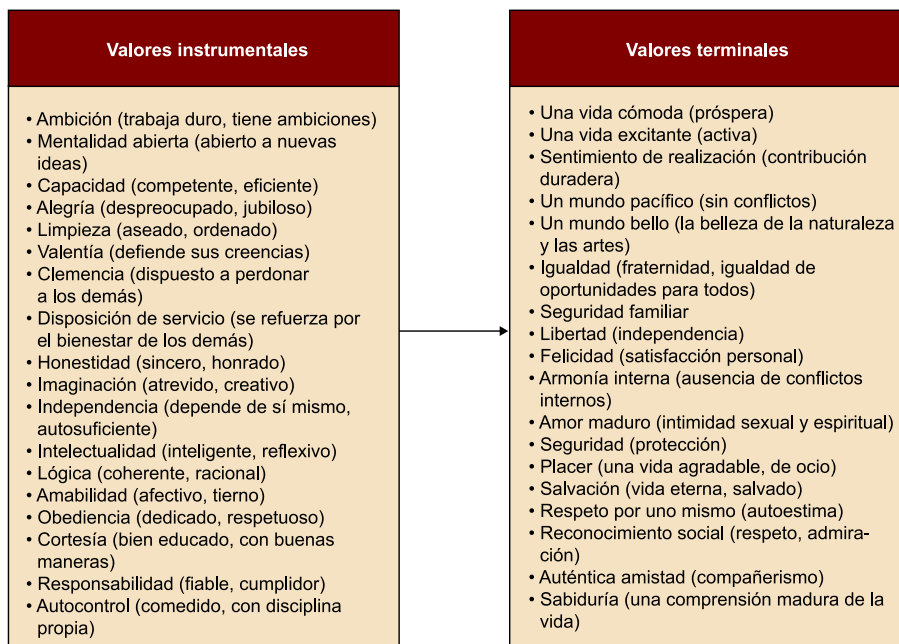 Valores instrumentales
• Ambición (trabaja duro, tiene ambiciones)
• Mentalidad abierta (abierto a nuevas
ideas)
• Capacidad (competente, eficiente)
• Alegría (despreocupado, jubiloso)
• Limpieza (aseado, ordenado)
• Valentía (defiende sus creencias)
• Clemencia (dispuesto a perdonar
a los demás)
• Disposición de servicio (se refuerza por
el bienestar de los demás)
• Honestidad (sincero, honrado)
• Imaginación (atrevido, creativo)
• Independencia (depende de sí mismo,
autosuficiente)
• Intelectualidad (inteligente, reflexivo)
• Lógica (coherente, racional)
• Amabilidad (afectivo, tierno)
• Obediencia (dedicado, respetuoso)
• Cortesía (bien educado, con buenas
maneras)
• Responsabilidad (fiable, cumplidor)
• Autocontrol (comedido, con disciplina
propia)
Valores terminales
• Una vida cómoda (próspera)
• Una vida excitante (activa)
• Sentimiento de realización (contribución
duradera)
• Un mundo pacífico (sin conflictos)
• Un mundo bello (la belleza de la naturaleza
y las artes)
• Igualdad (fraternidad, igualdad de
oportunidades para todos)
• Seguridad familiar
• Libertad (independencia)
• Felicidad (satisfacción personal)
• Armonía interna (ausencia de conflictos
internos)
• Amor maduro (intimidad sexual y espiritual)
• Seguridad (protección)
• Placer (una vida agradable, de ocio)
• Salvación (vida eterna, salvado)
• Respeto por uno mismo (autoestima)
• Reconocimiento social (respeto, admira-
ción)
• Auténtica amistad (compañerismo)
• Sabiduría (una comprensión madura de la
vida)